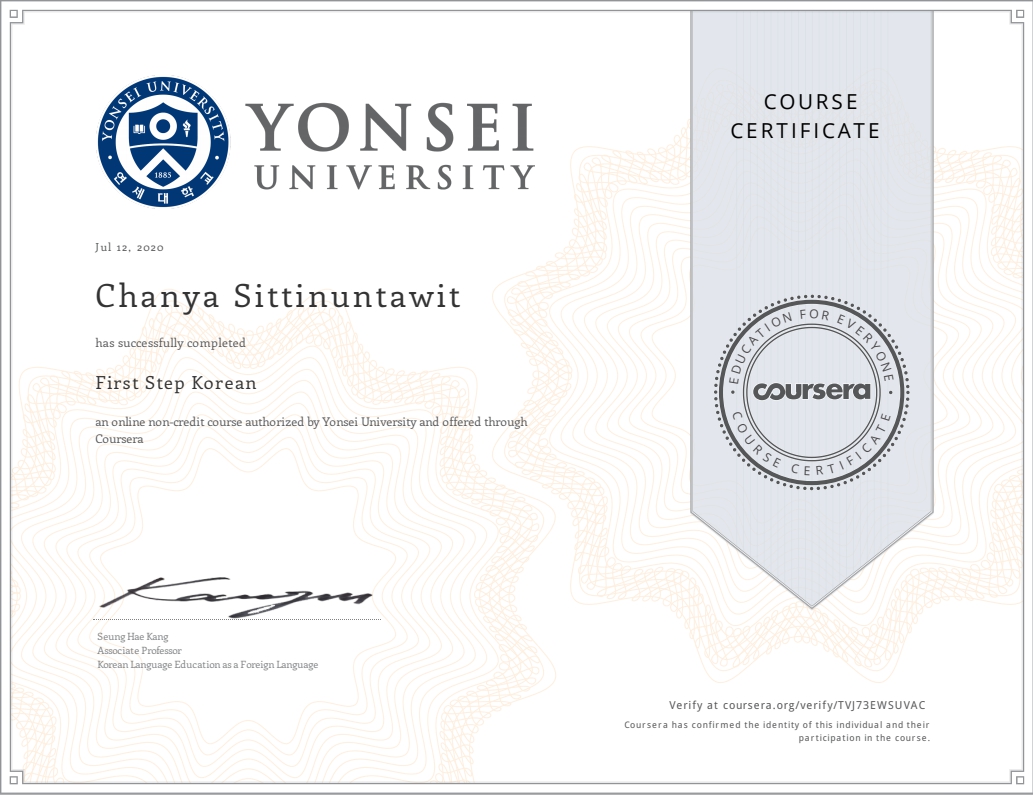 YONSEI UNIVERSITY
1885
연세대학교
YONSEI
UNIVERSITY
COURSE
CERTIFICATE
Jul 12, 2020
Chanya Sittinuntawit
has successfully completed
First Step Korean
an online non-credit course authorized by Yonsei University and offered through
Coursera
EDUCATION FOR EVERYONE
coursera
COURSE CERTIFICATE
Seung Hae Kang
Associate Professor
Korean Language Education as a Foreign Language
Verify at coursera.org/verify/TVJ73EWSUVAC
Coursera has confirmed the identity of this individual and their
participation in the course.